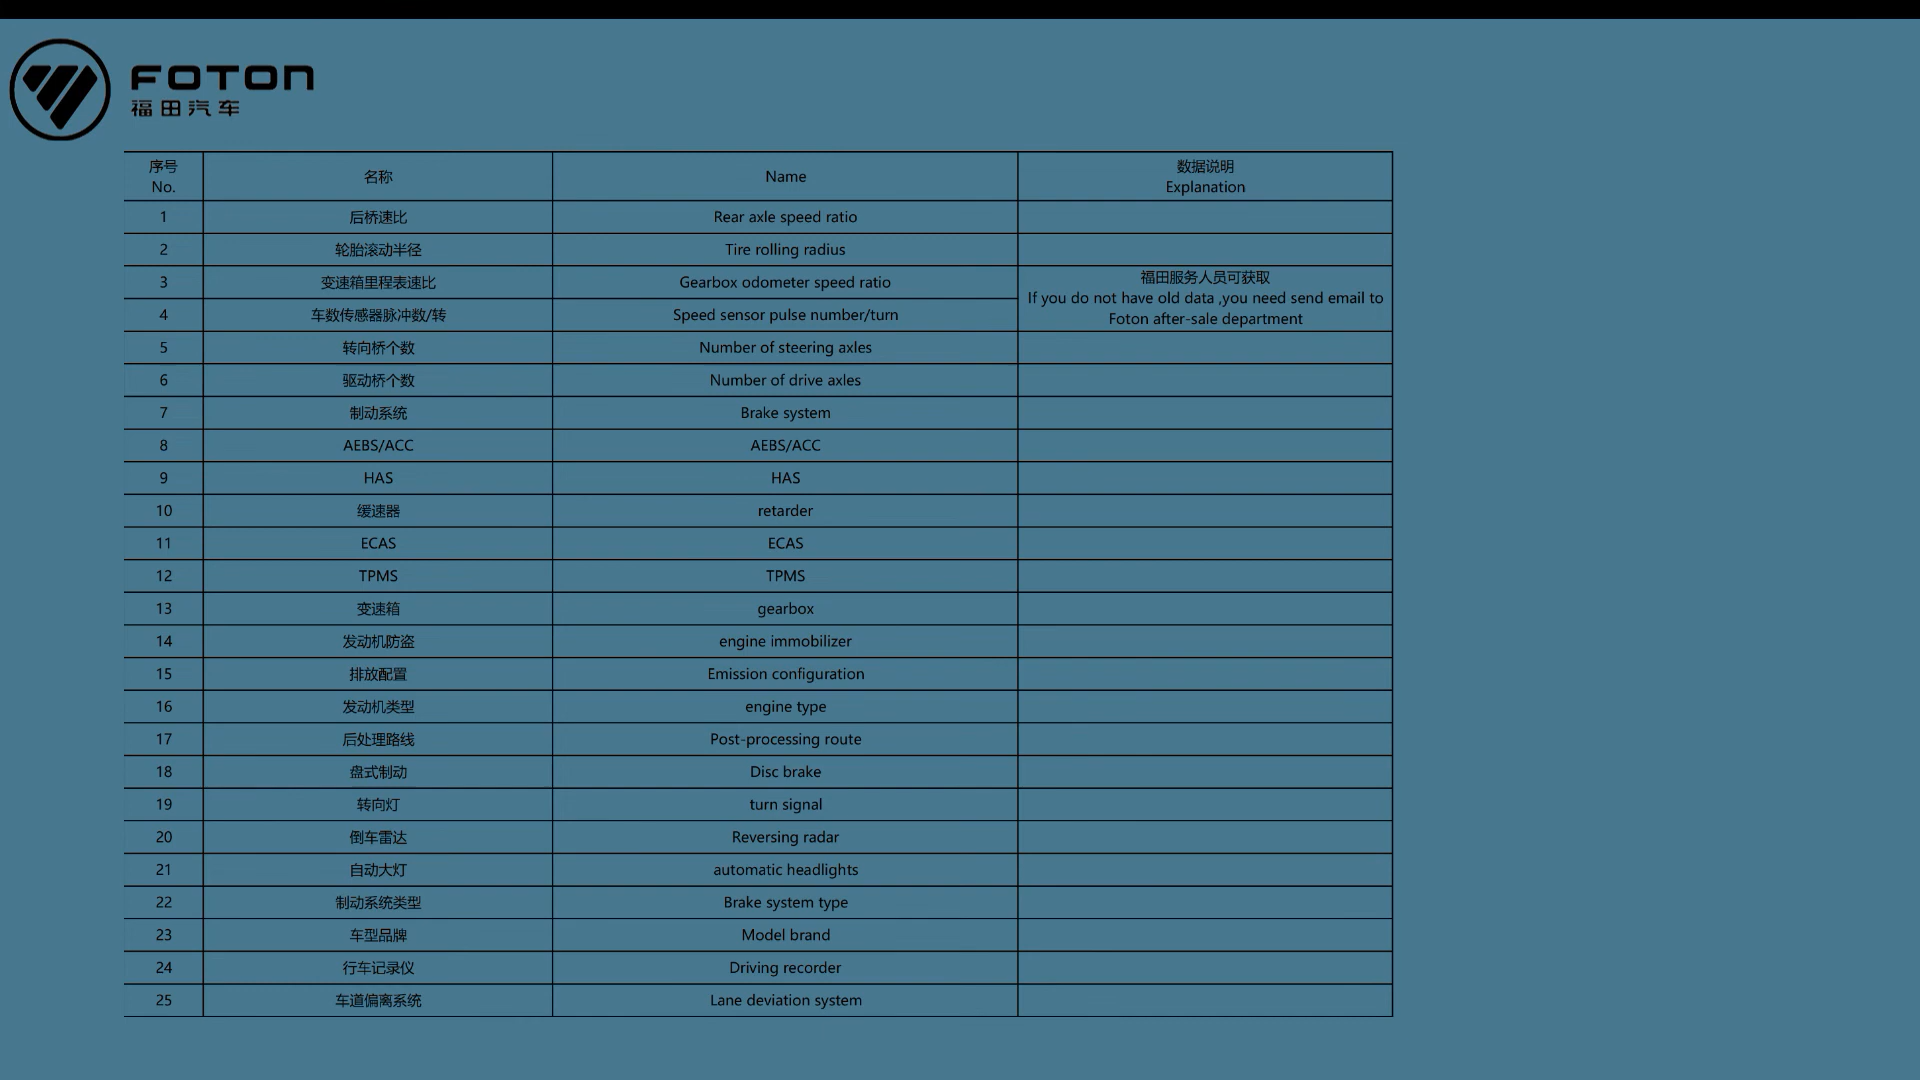 FOTON
福田汽车
序号 名称 Name 数据说明
No. Explanation
1 后桥速比 Rear axle speed ratio
2 轮胎滚动半径 Tire rolling radius
3 变速箱里程表速比 Gearbox odometer speed ratio
4 车数传感器脉冲数/转 Speed sensor pulse number/turn
福田服务人员可获取
If you do not have old data ,you need send email to
Foton after-sale department
5 转向桥个数 Number of steering axles
6 驱动桥个数 Number of drive axles
7 制动系统 Brake system
8 AEBS/ACC AEBS/ACC
9 HAS HAS
10 缓速器 retarder
11 ECAS ECAS
12 TPMS TPMS
13 变速箱 gearbox
14 发动机防盗 engine immobilizer
15 排放配置 Emission configuration
16 发动机类型 engine type
17 后处理路线 Post-processing route
18 盘式制动 Disc brake
19 转向灯 turn signal
20 倒车雷达 Reversing radar
21 自动大灯 automatic headlights
22 制动系统类型 Brake system type
23 车型品牌 Model brand
24 行车记录仪 Driving recorder
25 车道偏离系统 Lane deviation system